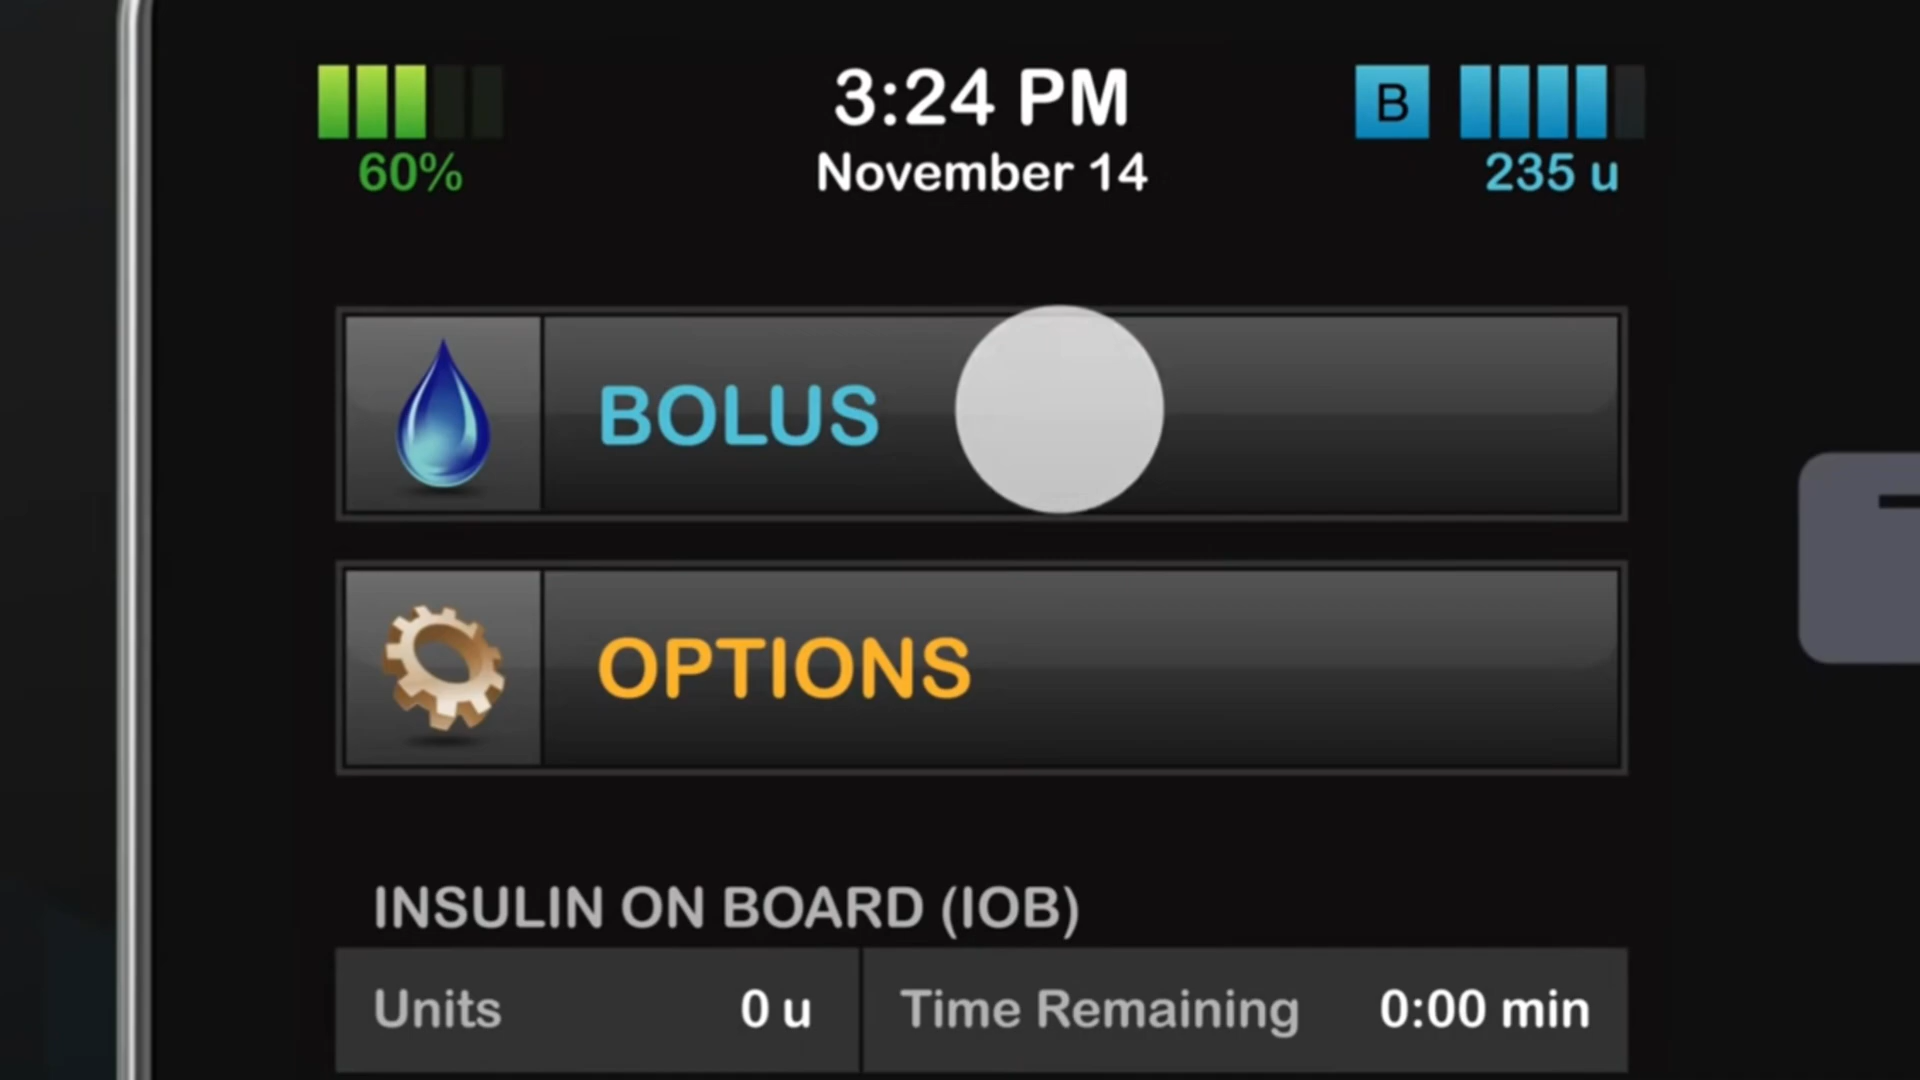 3:24 PM
B
60%
November 14
235 u
BOLUS
OPTIONS
INSULIN ON BOARD (IOB)
Units 0 u Time Remaining 0:00 min